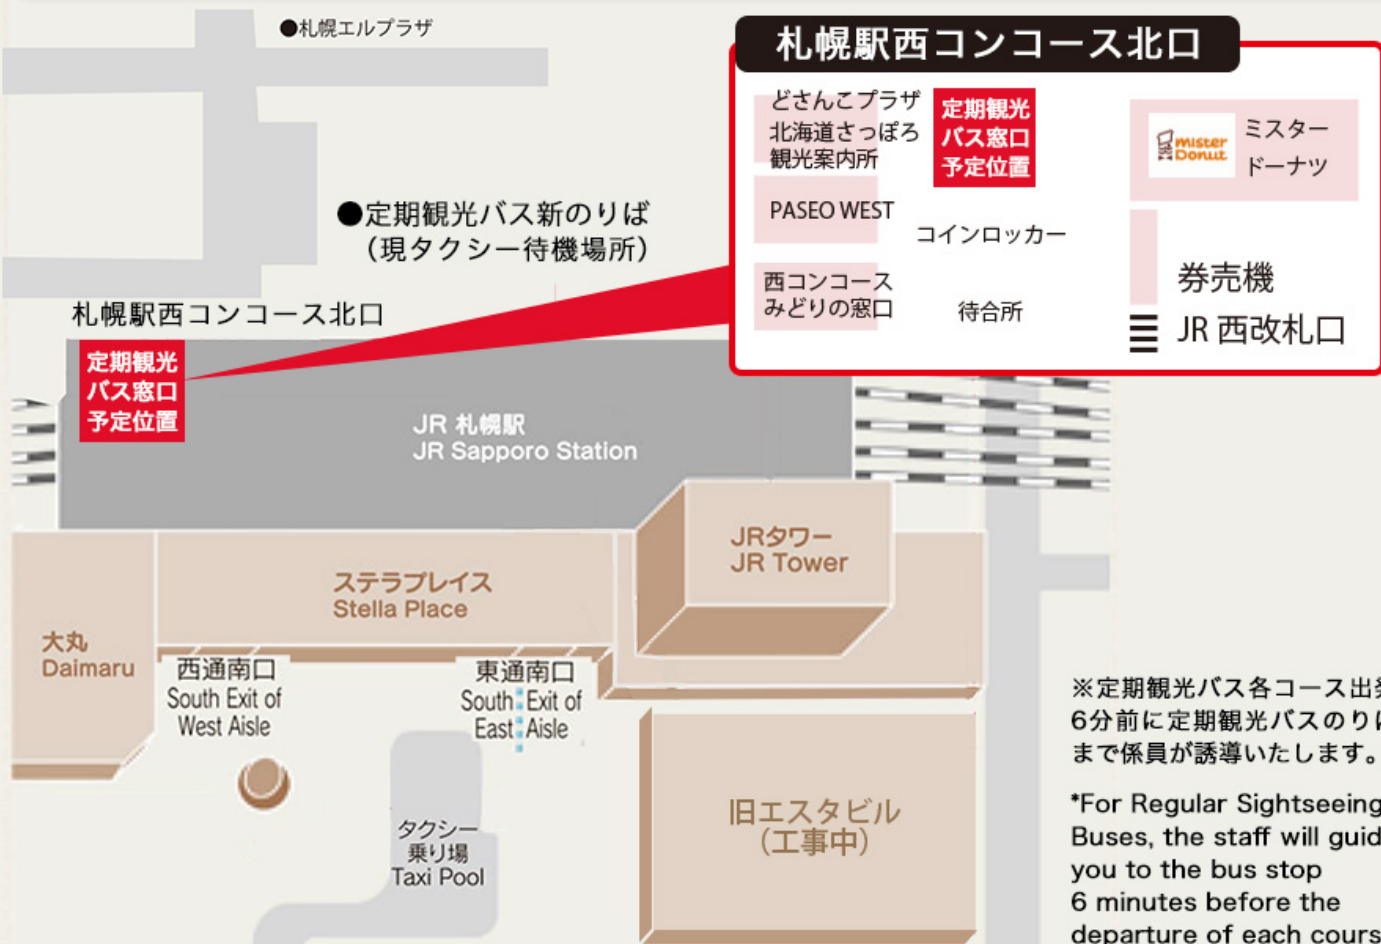 ●札幌エルプラザ
札幌駅西コンコース北口
どさんこプラザ
北海道さっぽろ
観光案内所
定期観光
バス窓口
予定位置
mister
Donut
ミスター
ドーナツ
PASEO WEST
コインロッカー
西コンコース
みどりの窓口
待合所
券売機
JR 西改札口
●定期観光バス新のりば
（現タクシー待機場所）
札幌駅西コンコース北口
定期観光
バス窓口
予定位置
JR 札幌駅
JR Sapporo Station
JRタワー
JR Tower
ステラプレイス
Stella Place
大丸
Daimaru
西通南口
South Exit of
West Aisle
東通南口
South Exit of
East Aisle
タクシー
乗り場
Taxi Pool
旧エスタビル
（工事中）
※定期観光バス各コース出
6分前に定期観光バスのり
まで係員が誘導いたします。
*For Regular Sightseeing
Buses, the staff will guid
you to the bus stop
6 minutes before the
departure of each cours